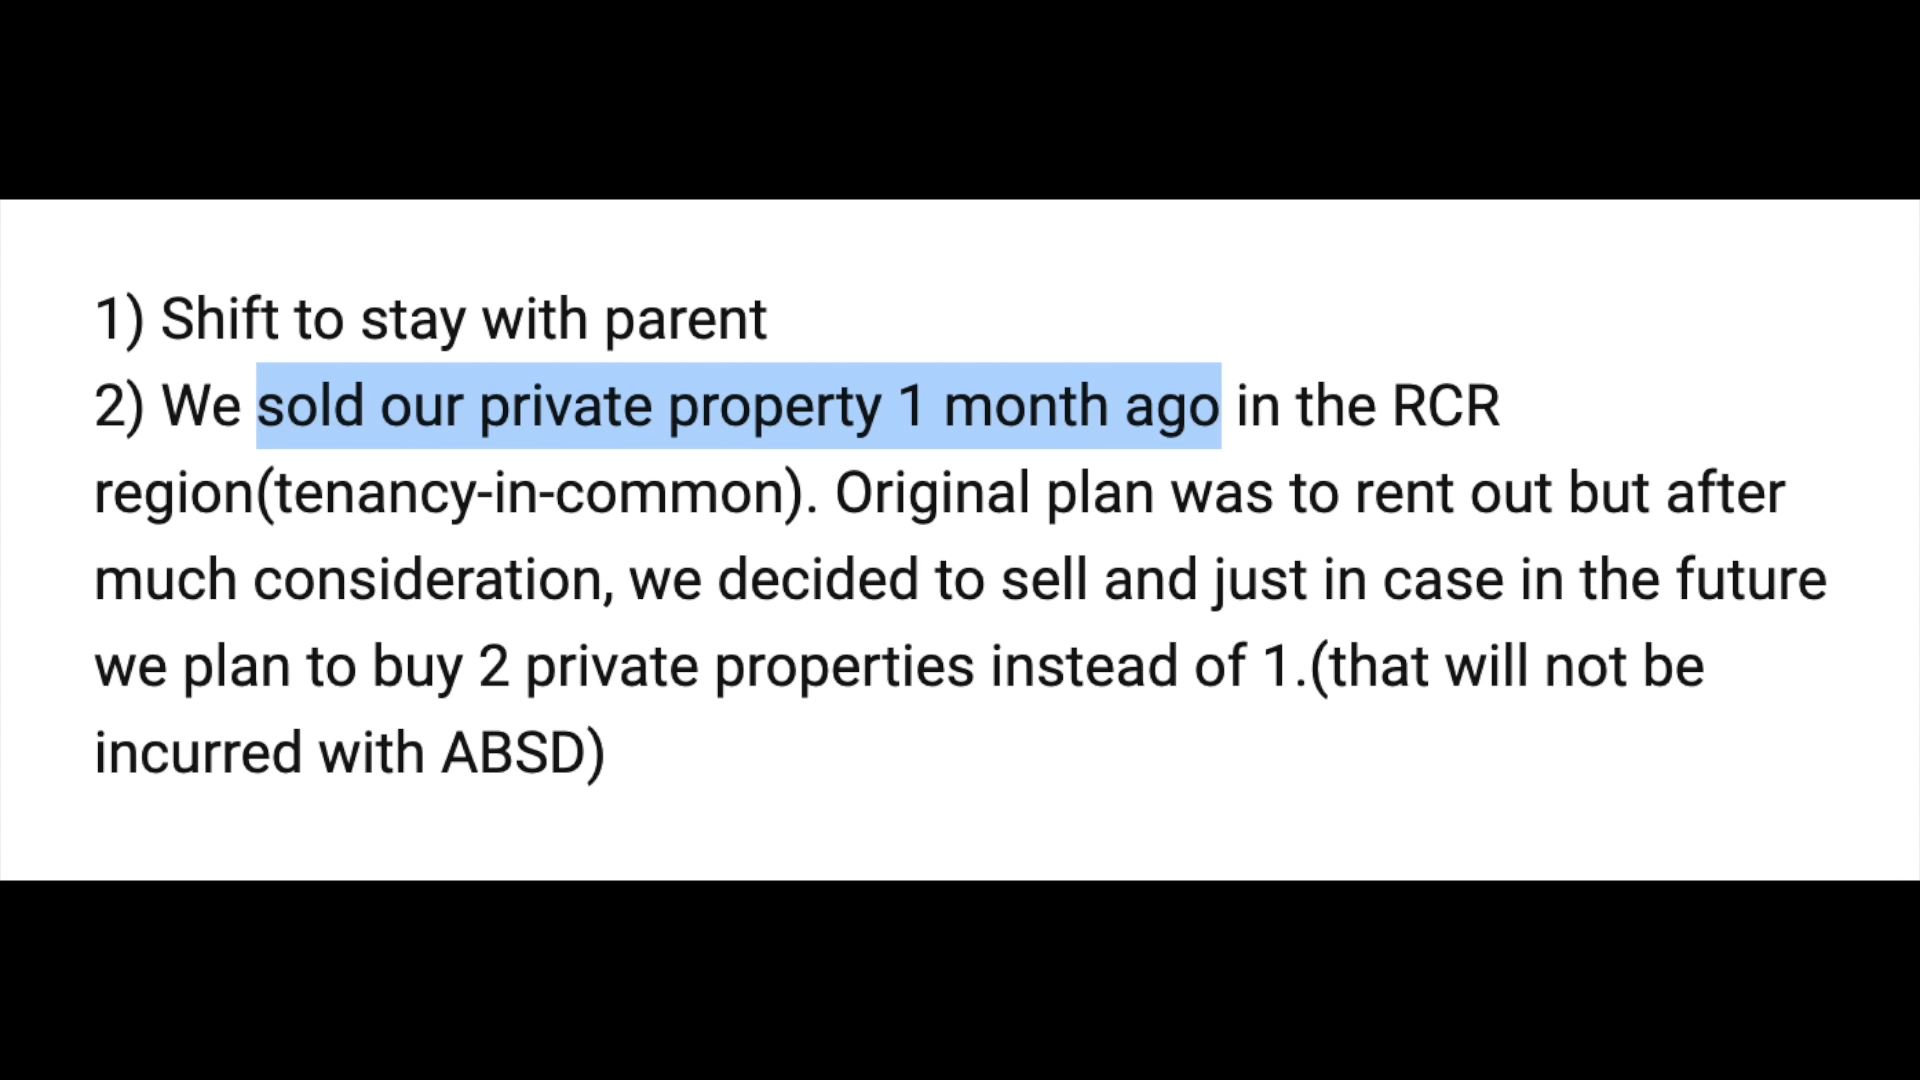 1) Shift to stay with parent
2) We sold our private property 1 month ago in the RCR
region(tenancy-in-common). Original plan was to rent out but after
much consideration, we decided to sell and just in case in the future
we plan to buy 2 private properties instead of 1.(that will not be
incurred with ABSD)